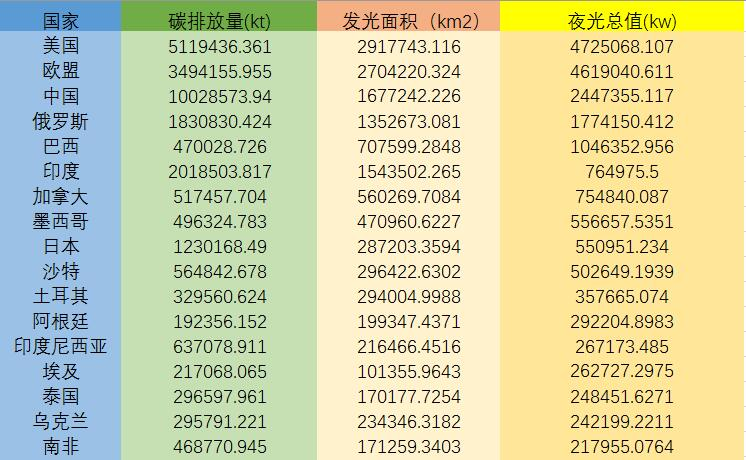 国家 碳排放量(kt) 发光面积（km2） 夜光总值(kw)
美国 5119436.361 2917743.116 4725068.107
欧盟 3494155.955 2704220.324 4619040.611
中国 10028573.94 1677242.226 2447355.117
俄罗斯 1830830.424 1352673.081 1774150.412
巴西 470028.726 707599.2848 1046352.956
印度 2018503.817 1543502.265 764975.5
加拿大 517457.704 560269.7084 754840.087
墨西哥 496324.783 470960.6227 556657.5351
日本 1230168.49 287203.3594 550951.234
沙特 564842.678 296422.6302 502649.1939
土耳其 329560.624 294004.9988 357665.074
阿根廷 192356.152 199347.4371 292204.8983
印度尼西亚 637078.911 216466.4516 267173.485
埃及 217068.065 101355.9643 262727.2975
泰国 296597.961 170177.7254 248451.6271
乌克兰 295791.221 234346.3182 242199.2211
南非 468770.945 171259.3403 217955.0764